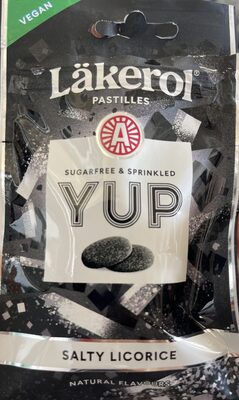 VEGAN
Läkerol®
PASTILLES
A
SUGARFREE & SPRINKLED
YUP
SALTY LICORICE
NATURAL FLAVOURS